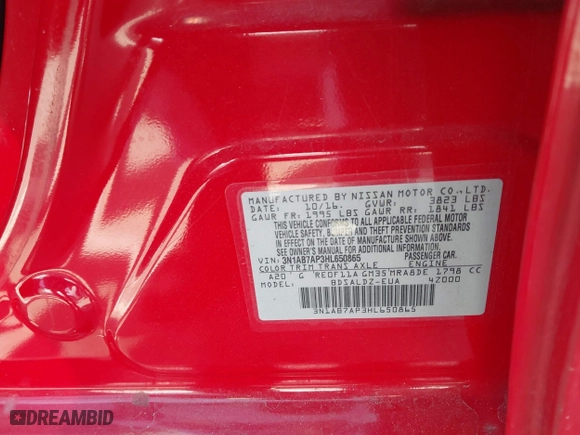 MANUFACTURED BY NISSAN MOTOR CO.,LTD.
DATE: 10/16. GVWR: 3823 LBS
GAWR FR: 1995 LBS GAWR RR: 1841 LBS
THIS VEHICLE CONFORMS TO ALL APPLICABLE FEDERAL MOTOR
VEHICLE SAFETY, BUMPER, AND THEFT PREVENTION STANDARDS
IN EFFECT ON THE DATE OF MANUFACTURE SHOWN ABOVE.
SEE OWNER'S MANUAL FOR ADDITIONAL INFORMATION.
VIN: 3N1AB7AP3HL650865 PASSENGER CAR.
COLOR TRIM TRANS AXLE ENGINE
A20 G RE0F11A GM35 MRA8DE 1798 CC
MODEL: BDSALDZ-EUA 42000
3N1AB7AP3HL650865
DREAMBID